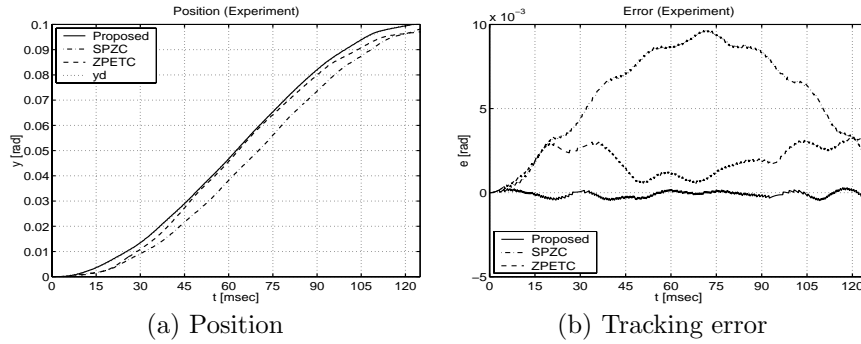 Position (Experiment)
0.1
0.09
0.08
0.07
0.06
0.05
0.04
0.03
0.02
0.01
0
y [rad]
Proposed
SPZC
ZPETC
yd
0 15 30 45 60 75 90 105 120
t [msec]
(a) Position
Error (Experiment)
x 10⁻³
10
5
0
−5
e [rad]
Proposed
SPZC
ZPETC
0 15 30 45 60 75 90 105 120
t [msec]
(b) Tracking error